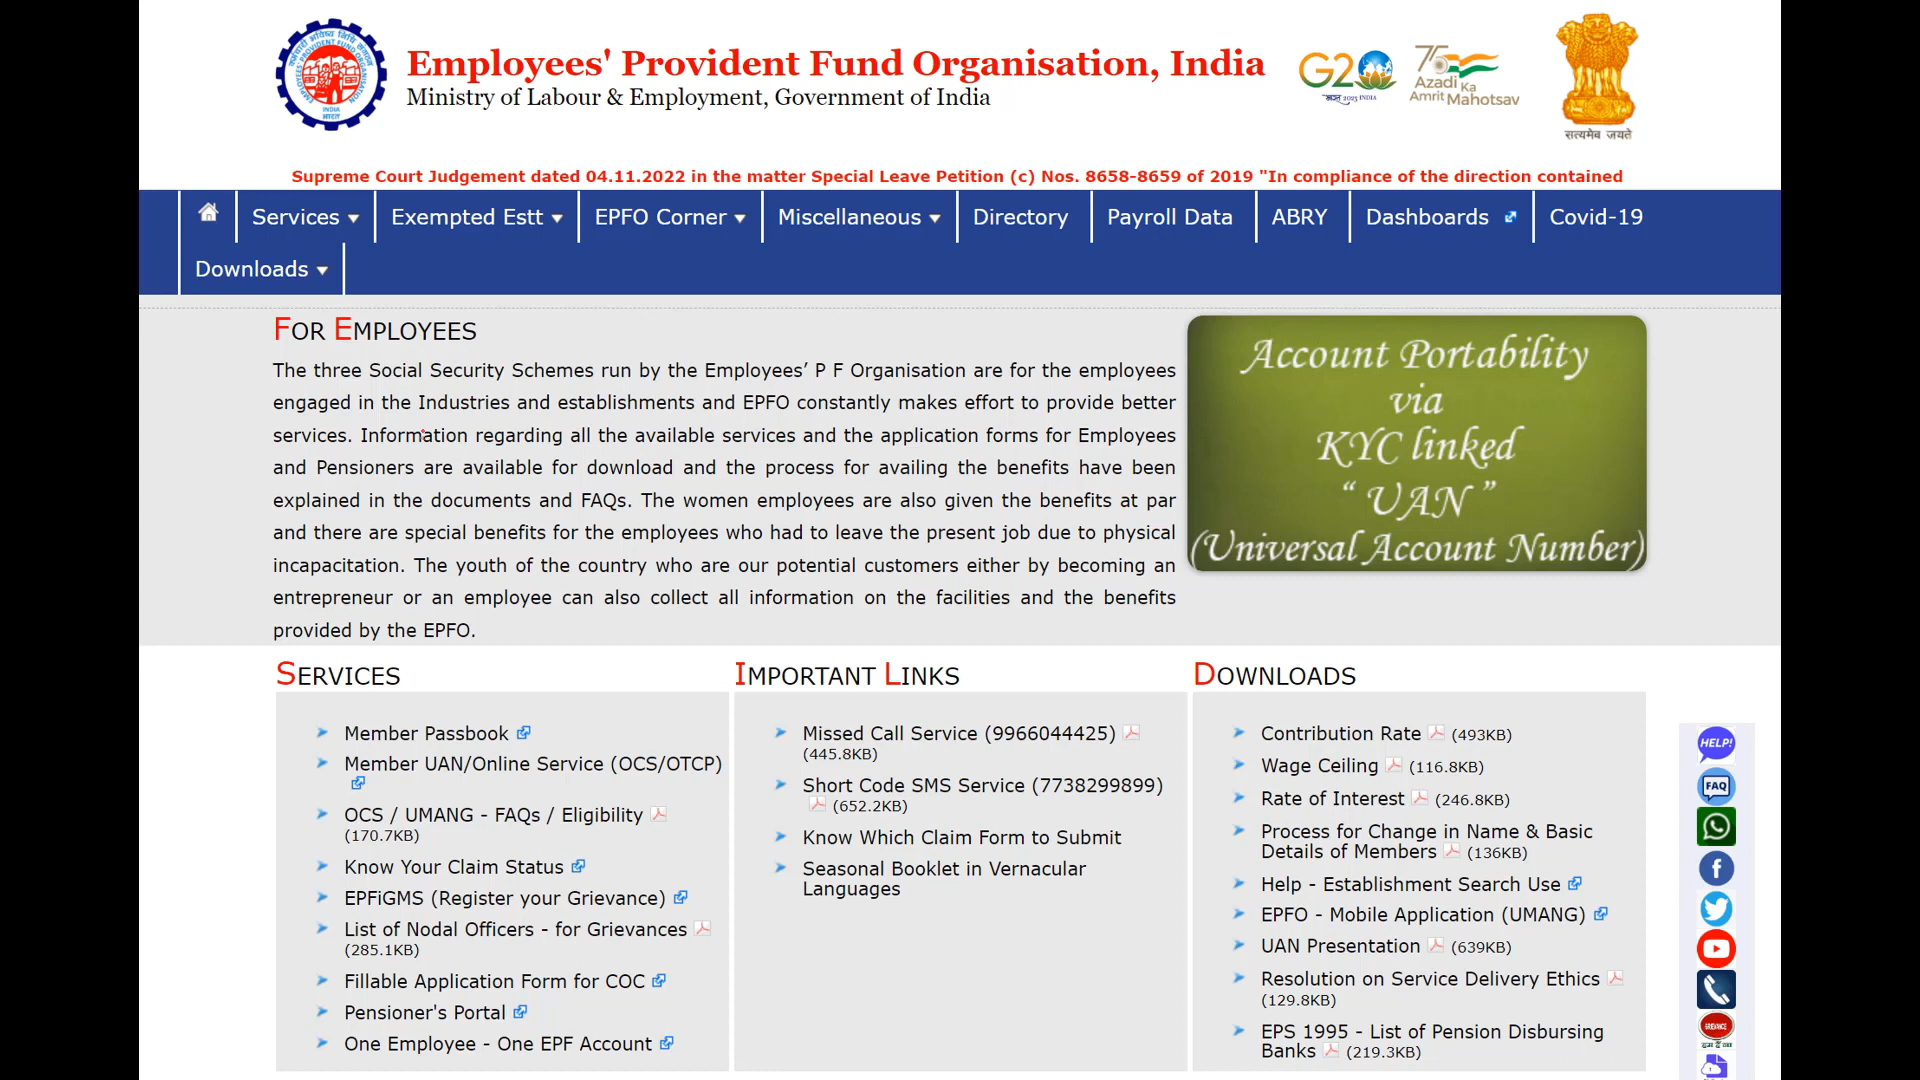 Employees' Provident Fund Organisation, India
Ministry of Labour & Employment, Government of India
G20
भारत 2023 INDIA
75
Azadi Ka
Amrit Mahotsav
सत्यमेव जयते
Supreme Court Judgement dated 04.11.2022 in the matter Special Leave Petition (c) Nos. 8658-8659 of 2019 "In compliance of the direction contained
Services
Exempted Estt
EPFO Corner
Miscellaneous
Directory
Payroll Data
ABRY
Dashboards
Covid-19
Downloads
FOR EMPLOYEES
The three Social Security Schemes run by the Employees’ P F Organisation are for the employees
engaged in the Industries and establishments and EPFO constantly makes effort to provide better
services. Information regarding all the available services and the application forms for Employees
and Pensioners are available for download and the process for availing the benefits have been
explained in the documents and FAQs. The women employees are also given the benefits at par
and there are special benefits for the employees who had to leave the present job due to physical
incapacitation. The youth of the country who are our potential customers either by becoming an
entrepreneur or an employee can also collect all information on the facilities and the benefits
provided by the EPFO.
Account Portability
via
KYC linked
“ UAN ”
(Universal Account Number)
SERVICES
Member Passbook
Member UAN/Online Service (OCS/OTCP)
OCS / UMANG - FAQs / Eligibility
(170.7KB)
Know Your Claim Status
EPFiGMS (Register your Grievance)
List of Nodal Officers - for Grievances
(285.1KB)
Fillable Application Form for COC
Pensioner's Portal
One Employee - One EPF Account
IMPORTANT LINKS
Missed Call Service (9966044425)
(445.8KB)
Short Code SMS Service (7738299899)
(652.2KB)
Know Which Claim Form to Submit
Seasonal Booklet in Vernacular
Languages
DOWNLOADS
Contribution Rate (493KB)
Wage Ceiling (116.8KB)
Rate of Interest (246.8KB)
Process for Change in Name & Basic
Details of Members (136KB)
Help - Establishment Search Use
EPFO - Mobile Application (UMANG)
UAN Presentation (639KB)
Resolution on Service Delivery Ethics
(129.8KB)
EPS 1995 - List of Pension Disbursing
Banks (219.3KB)
HELP!
FAQ
GRIEVANCE